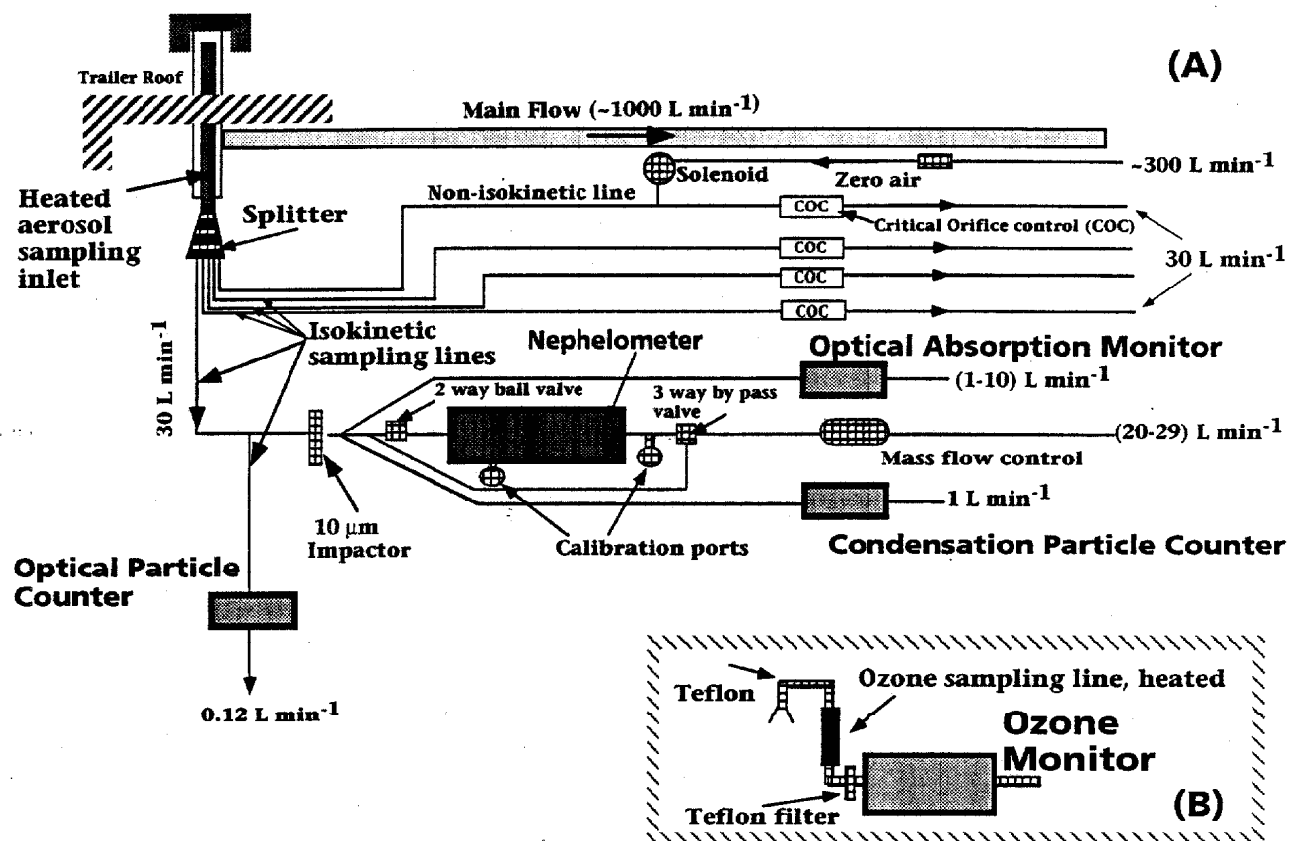 (A)
Trailer Roof
Main Flow (~1000 L min-1)
Solenoid
Zero air
~300 L min-1
Heated
aerosol
sampling
inlet
Splitter
Non-isokinetic line
COC
Critical Orifice control (COC)
COC
COC
COC
30 L min-1
30 L min-1
Isokinetic
sampling lines
Nephelometer
Optical Absorption Monitor
(1-10) L min-1
2 way ball valve
3 way by pass
valve
(20-29) L min-1
Mass flow control
1 L min-1
10 μm
Impactor
Calibration ports
Condensation Particle Counter
Optical Particle
Counter
0.12 L min-1
Teflon
Ozone sampling line, heated
Ozone
Monitor
Teflon filter
(B)